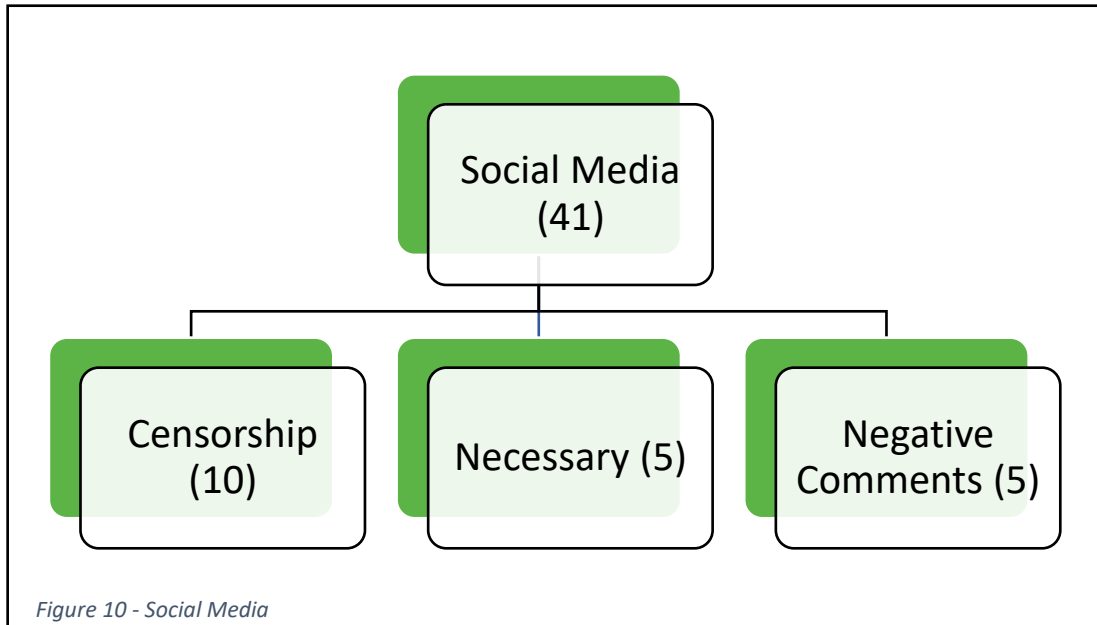 Social Media
(41)
Censorship
(10)
Necessary (5)
Negative
Comments (5)
Figure 10 - Social Media